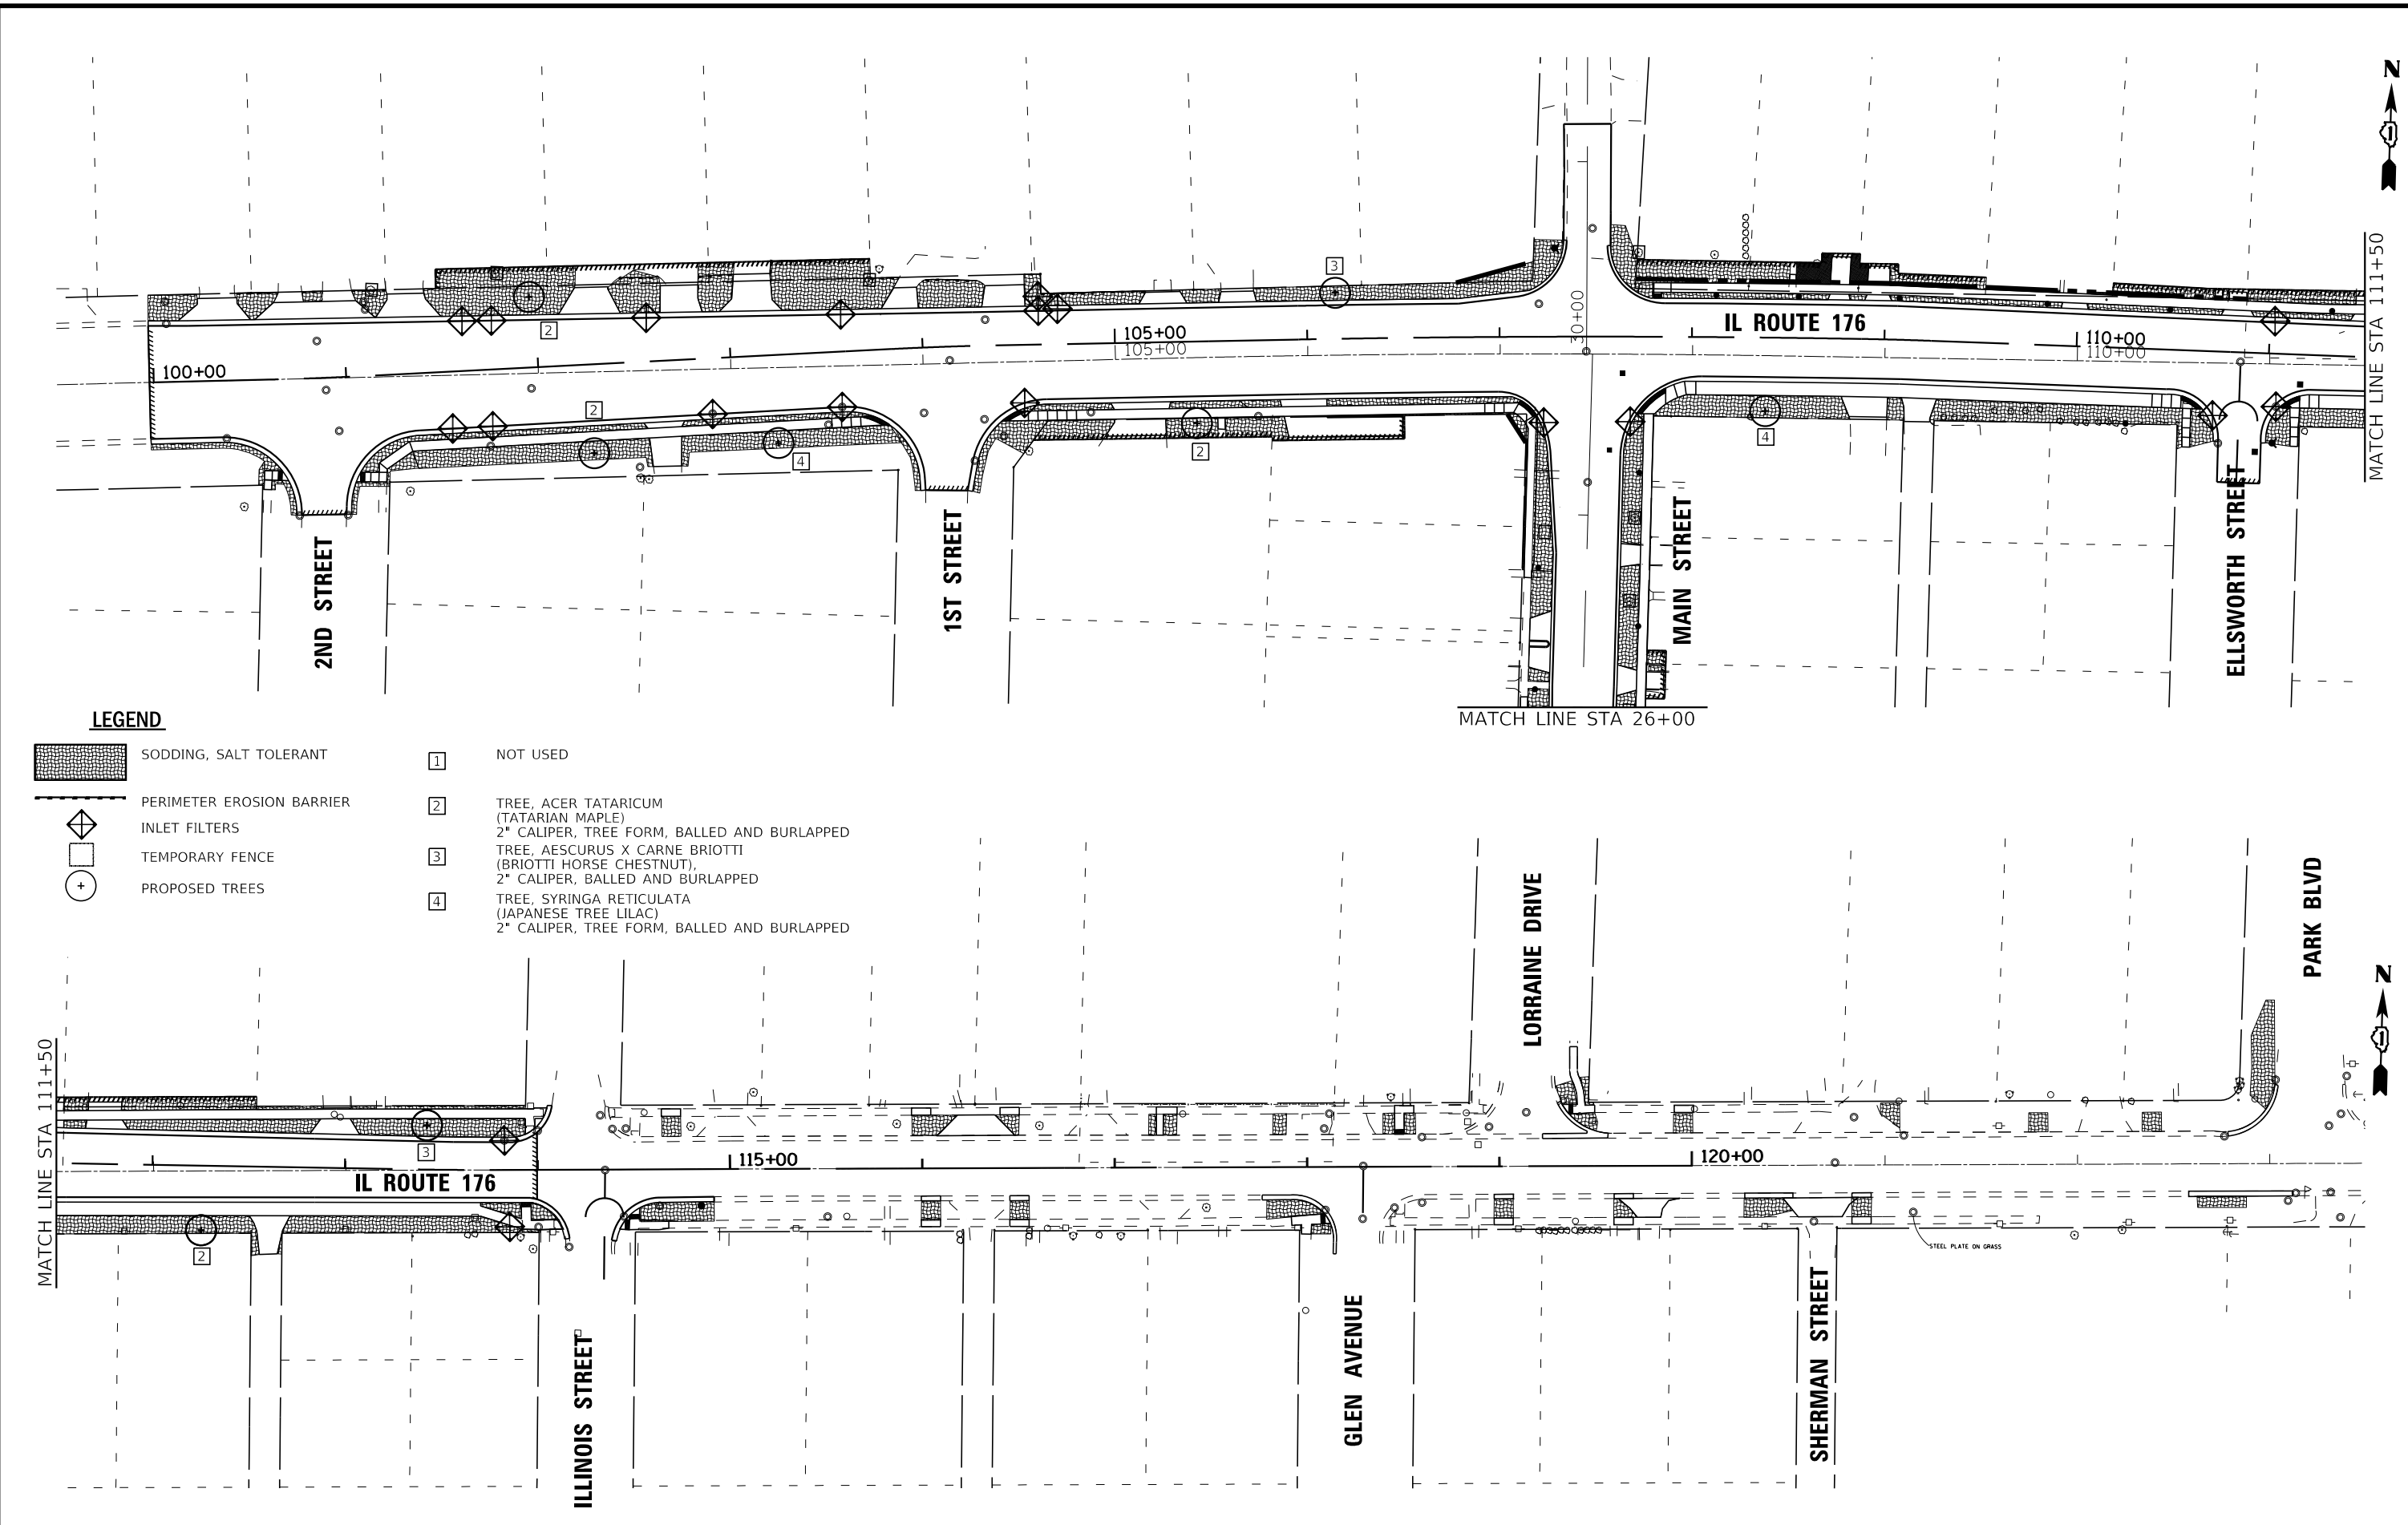 N
MATCH LINE STA 111+50
3
2
30+00
IL ROUTE 176
105+00
105+00
110+00
110+00
100+00
2
4
2
4
2ND STREET
1ST STREET
MAIN STREET
ELLSWORTH STREET
MATCH LINE STA 26+00
LEGEND
SODDING, SALT TOLERANT
PERIMETER EROSION BARRIER
INLET FILTERS
TEMPORARY FENCE
PROPOSED TREES
1 NOT USED
2 TREE, ACER TATARICUM
(TATARIAN MAPLE)
2" CALIPER, TREE FORM, BALLED AND BURLAPPED
3 TREE, AESCURUS X CARNE BRIOTTI
(BRIOTTI HORSE CHESTNUT),
2" CALIPER, BALLED AND BURLAPPED
4 TREE, SYRINGA RETICULATA
(JAPANESE TREE LILAC)
2" CALIPER, TREE FORM, BALLED AND BURLAPPED
LORRAINE DRIVE
PARK BLVD
N
MATCH LINE STA 111+50
3
115+00
120+00
IL ROUTE 176
2
STEEL PLATE ON GRASS
ILLINOIS STREET
GLEN AVENUE
SHERMAN STREET